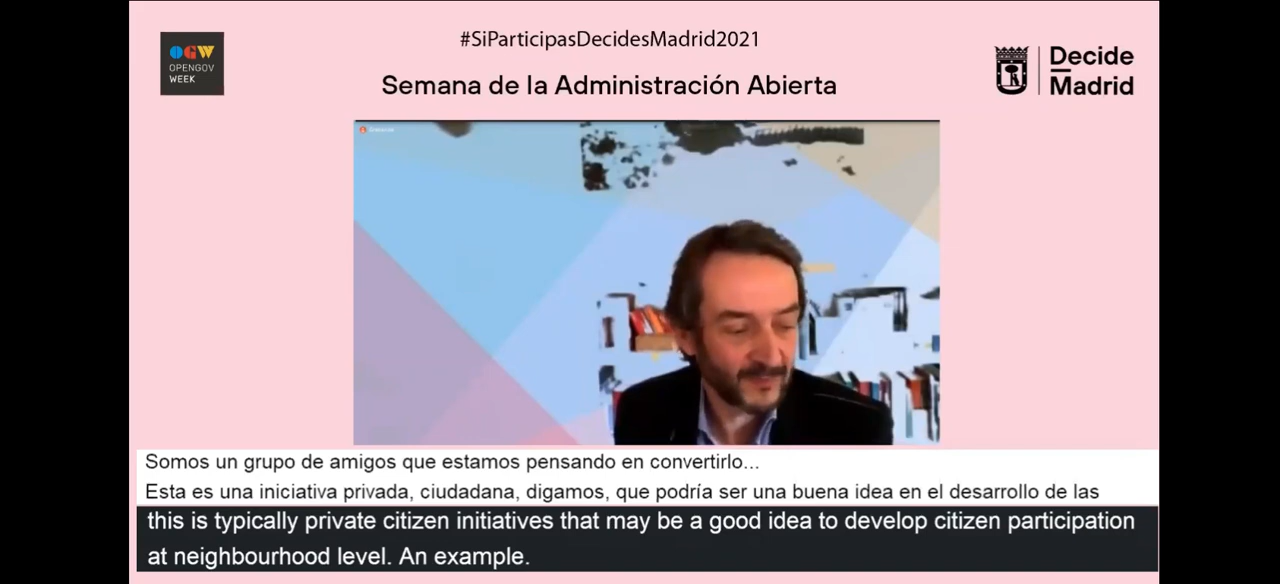 #SiParticipasDecidesMadrid2021
OGW
OPENGOV
WEEK
Semana de la Administración Abierta
Decide
Madrid
Somos un grupo de amigos que estamos pensando en convertirlo...
Esta es una iniciativa privada, ciudadana, digamos, que podría ser una buena idea en el desarrollo de las
this is typically private citizen initiatives that may be a good idea to develop citizen participation
at neighbourhood level. An example.